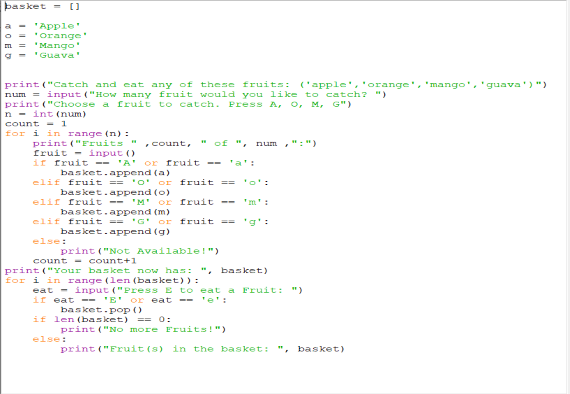 basket = []
a = 'Apple'
o = 'Orange'
m = 'Mango'
g = 'Guava'
print("Catch and eat any of these fruits: ('apple','orange','mango','guava')")
num = input("How many fruit would you like to catch? ")
print("Choose a fruit to catch. Press A, O, M, G")
n = int(num)
count = 1
for i in range(n):
    print("Fruits " ,count, " of ", num ,":")
    fruit = input()
    if fruit == 'A' or fruit == 'a':
        basket.append(a)
    elif fruit == 'O' or fruit == 'o':
        basket.append(o)
    elif fruit == 'M' or fruit == 'm':
        basket.append(m)
    elif fruit == 'G' or fruit == 'g':
        basket.append(g)
    else:
        print("Not Available!")
    count = count+1
print("Your basket now has: ", basket)
for i in range(len(basket)):
    eat = input("Press E to eat a Fruit: ")
    if eat == 'E' or eat == 'e':
        basket.pop()
    if len(basket) == 0:
        print("No more Fruits!")
    else:
        print("Fruit(s) in the basket: ", basket)